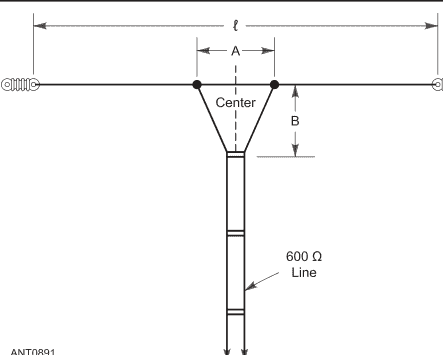 ℓ
A
Center
B
600 Ω
Line
ANT0891